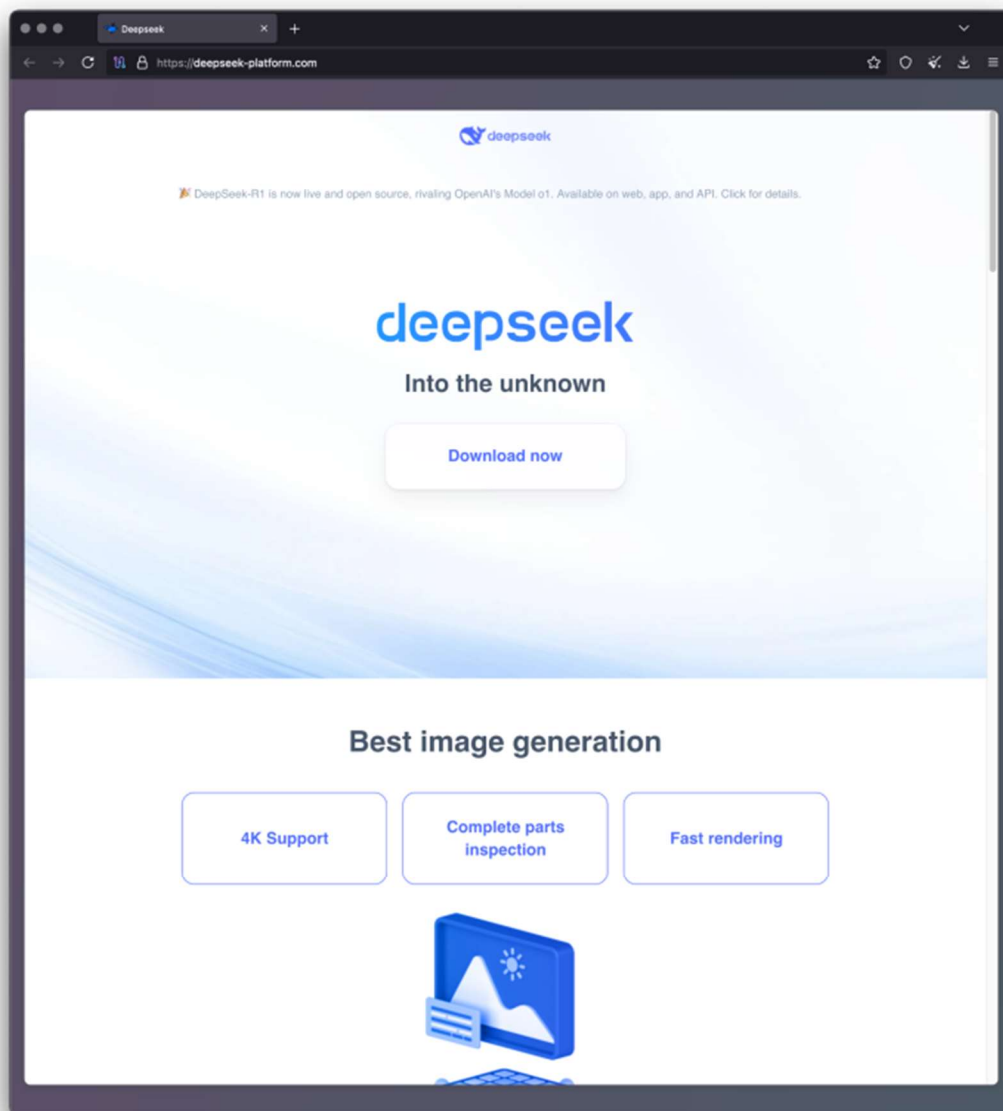 Deepseek
https://deepseek-platform.com
deepseek
🎉 DeepSeek-R1 is now live and open source, rivaling OpenAI's Model o1. Available on web, app, and API. Click for details.
deepseek
Into the unknown
Download now
Best image generation
4K Support
Complete parts
inspection
Fast rendering